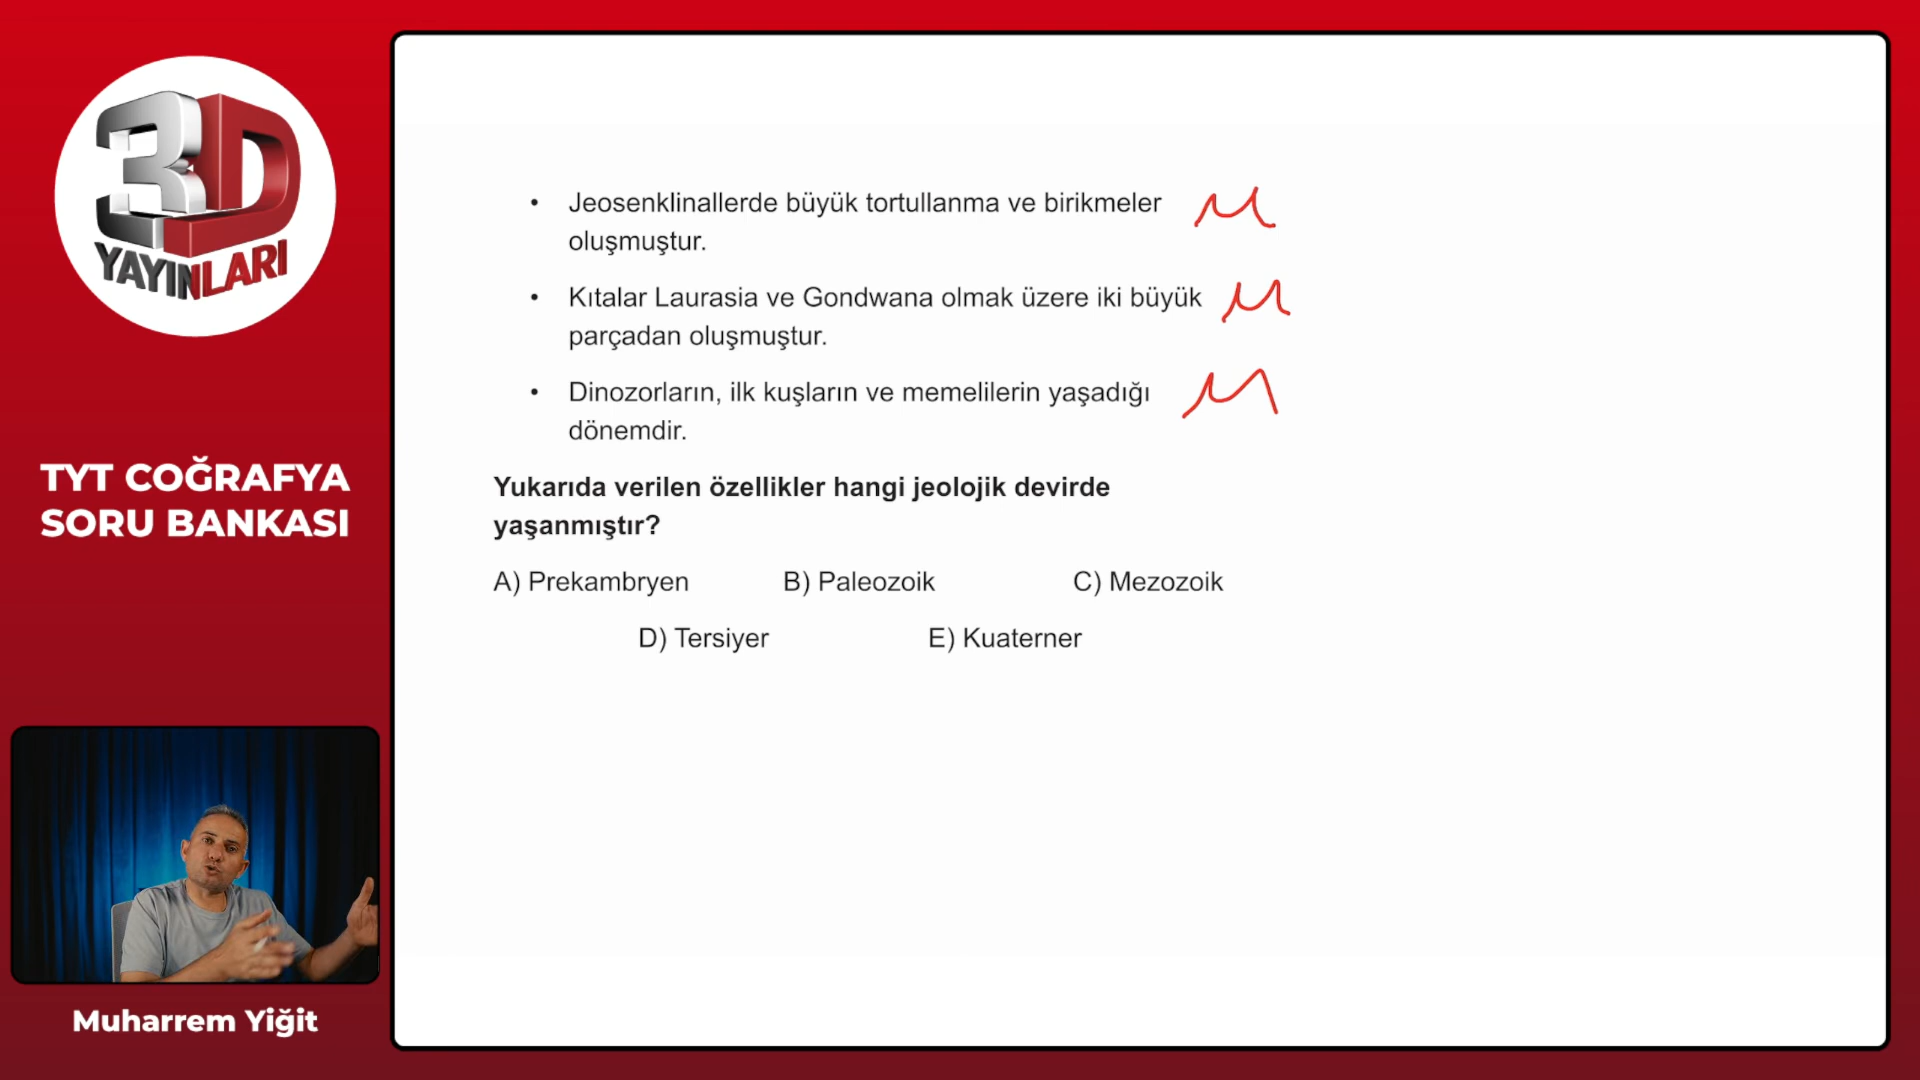 3D
YAYINLARI
TYT COĞRAFYA
SORU BANKASI
Muharrem Yiğit
• Jeosenklinallerde büyük tortullanma ve birikmeler M
oluşmuştur.
• Kıtalar Laurasia ve Gondwana olmak üzere iki büyük M
parçadan oluşmuştur.
• Dinozorların, ilk kuşların ve memelilerin yaşadığı M
dönemdir.
Yukarıda verilen özellikler hangi jeolojik devirde
yaşanmıştır?
A) Prekambryen B) Paleozoik C) Mezozoik
D) Tersiyer E) Kuaterner